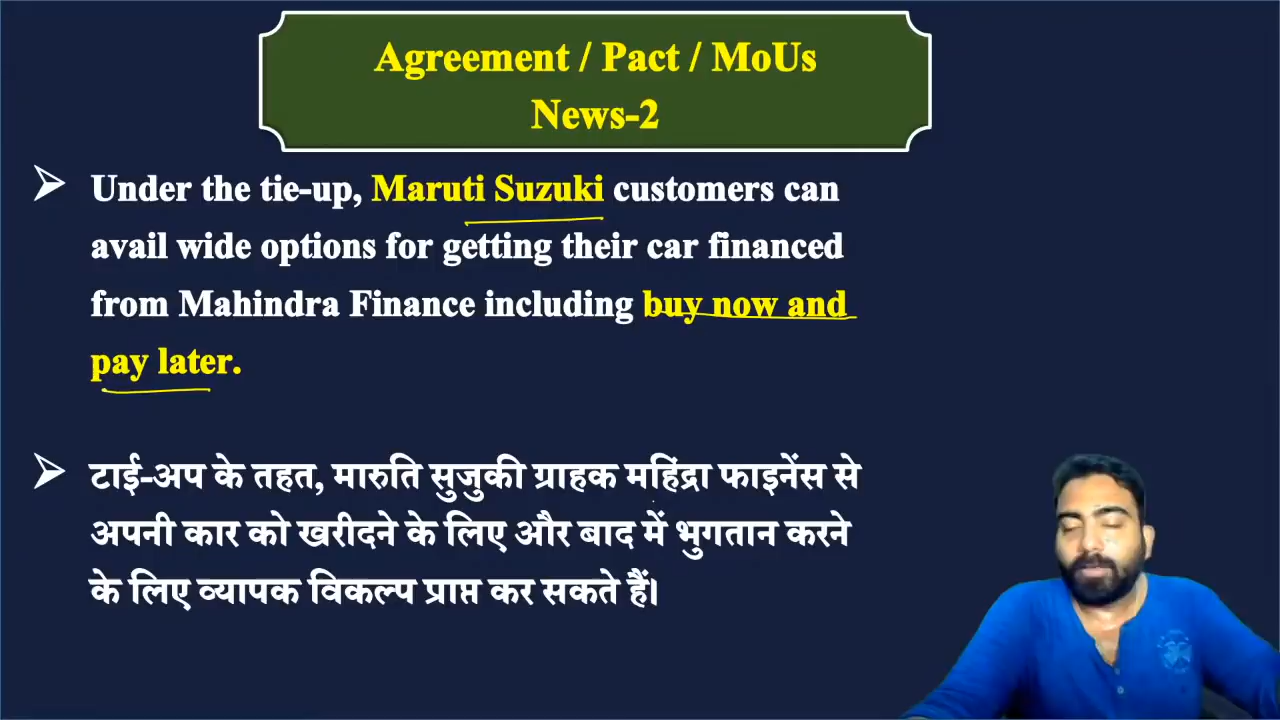 Agreement / Pact / MoUs
News-2
Under the tie-up, Maruti Suzuki customers can
avail wide options for getting their car financed
from Mahindra Finance including buy now and
pay later.
टाई-अप के तहत, मारुति सुजुकी ग्राहक महिंद्रा फाइनेंस से
अपनी कार को खरीदने के लिए और बाद में भुगतान करने
के लिए व्यापक विकल्प प्राप्त कर सकते हैं।